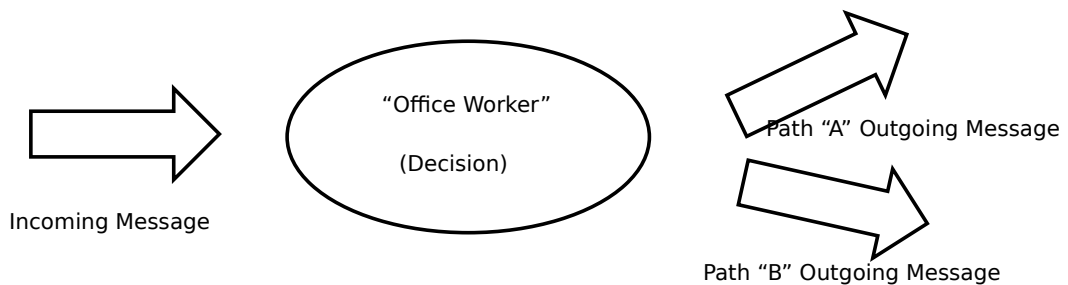 “Office Worker”
(Decision)
Path “A” Outgoing Message
Incoming Message
Path “B” Outgoing Message